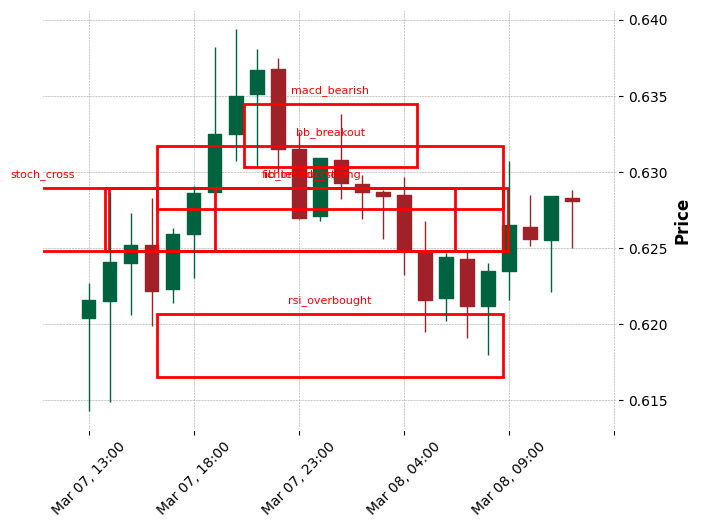 0.640
macd_bearish
0.635
bb_breakout
stoch_cross
0.630
0.625
rsi_overbought
0.620
0.615
Price
Mar 07, 13:00
Mar 07, 18:00
Mar 07, 23:00
Mar 08, 04:00
Mar 08, 09:00